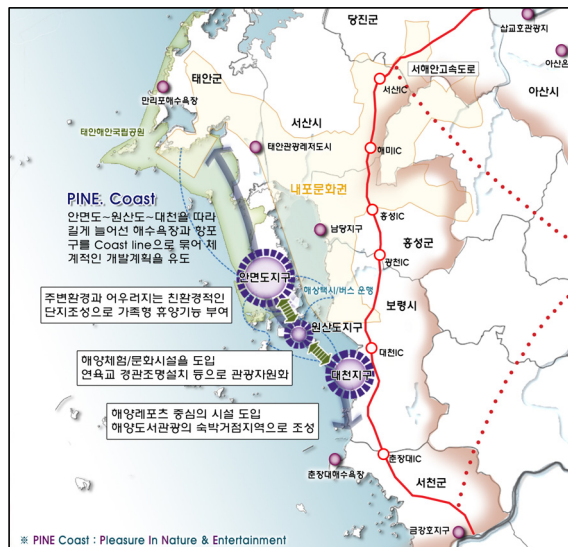 당진군
삽교호관광지
아산온
서해안고속도로
아산시
태안군
서산IC
만리포해수욕장
서산시
태안해안국립공원
태안관광레저도시
해미IC
내포문화권
PINE. Coast
안면도~원산도~대천을 따라
길게 늘어선 해수욕장과 항포
구를 Coast line으로 묶어 체
계적인 개발계획을 유도
홍성IC
남당지구
홍성군
광천IC
안면도지구
해상택시/버스 운행
주변환경과 어우러지는 친환경적인
단지조성으로 가족형 휴양기능 부여
보령시
원산도지구
대천IC
해양체험/문화시설을 도입
연육교 경관조명설치 등으로 관광자원화
대천지구
해양레포츠 중심의 시설 도입
해양도서관광의 숙박거점지역으로 조성
춘장대IC
춘장대해수욕장
서천군
금강호지구
※ PINE Coast : Pleasure In Nature & Entertainment